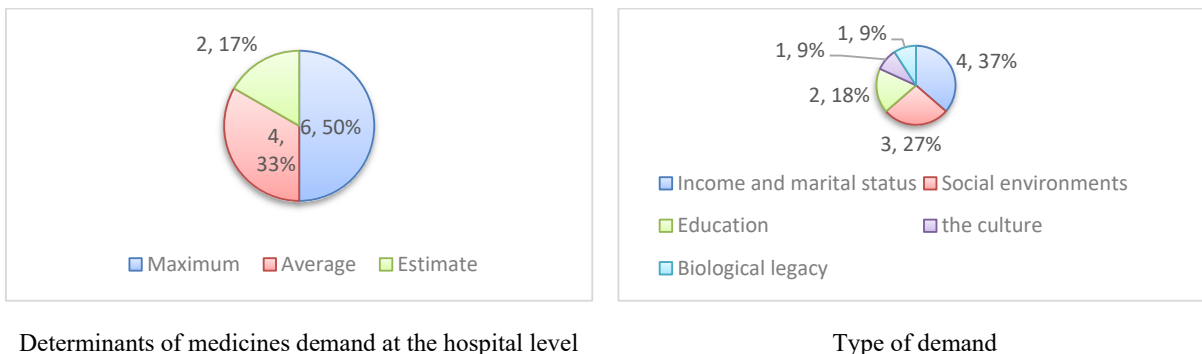 2, 17%
4,
33%
6, 50%
Maximum Average Estimate
1, 9%
1, 9%
4, 37%
2, 18%
3, 27%
Income and marital status Social environments
Education the culture
Biological legacy
Determinants of medicines demand at the hospital level
Type of demand